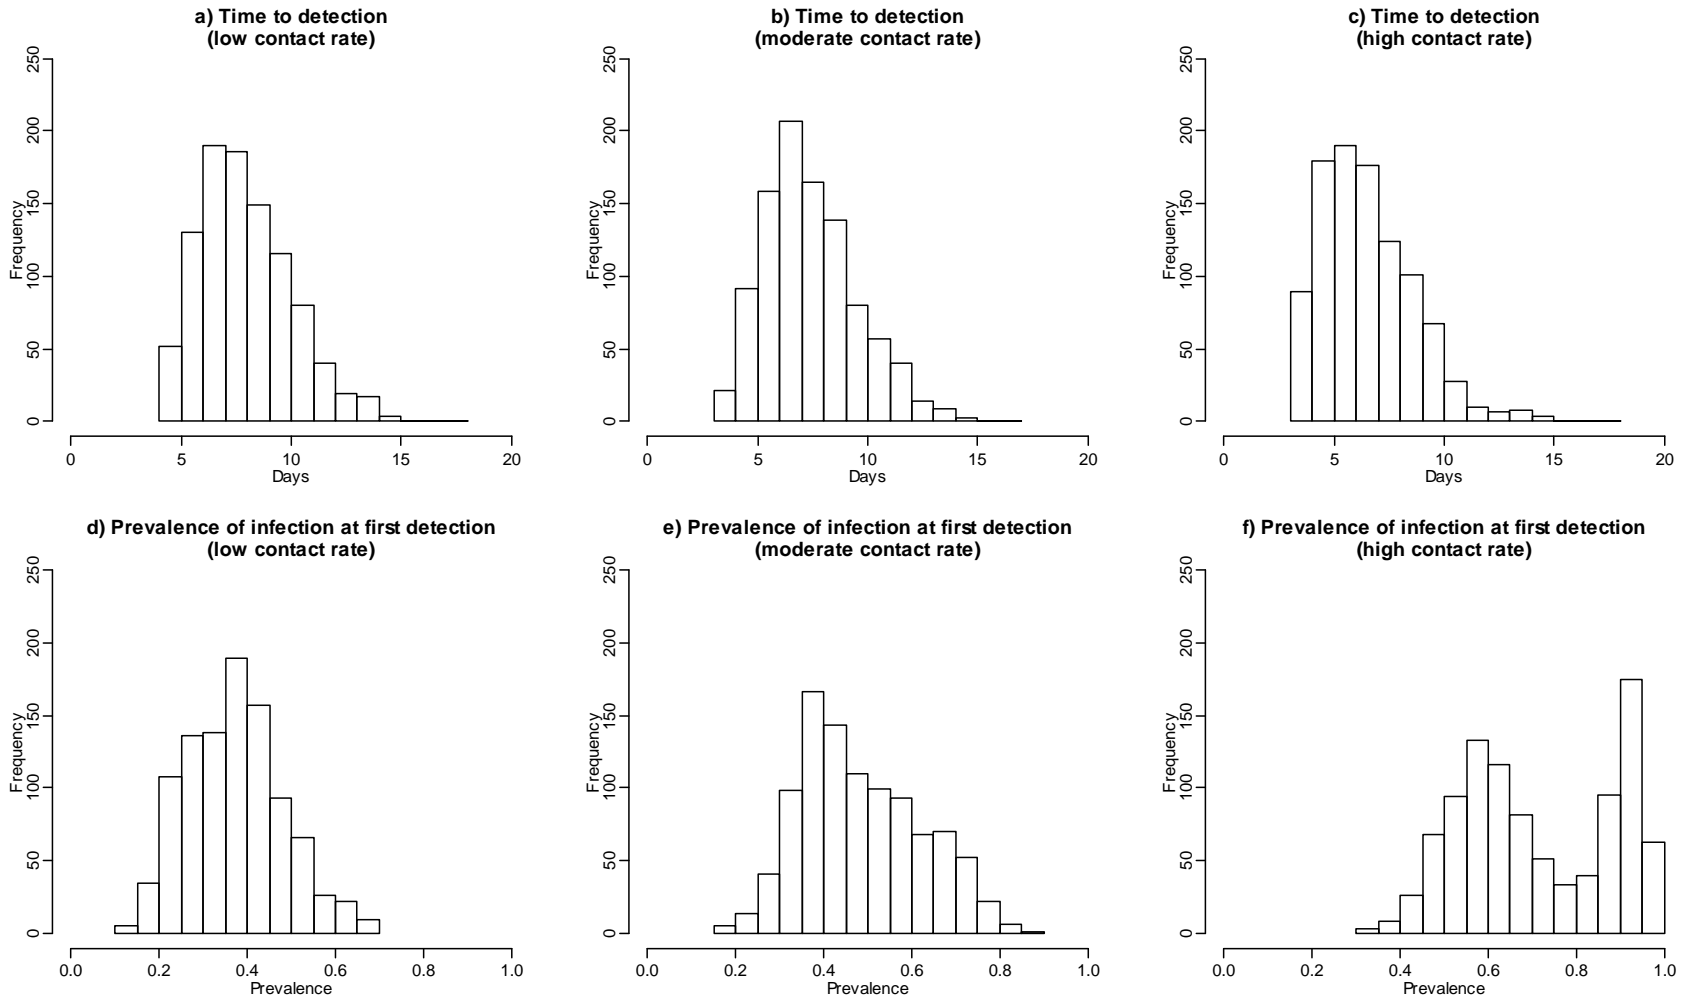 a) Time to detection
(low contact rate)
250
200
150
100
50
0
Frequency
0 5 10 15 20
Days
b) Time to detection
(moderate contact rate)
250
200
150
100
50
0
Frequency
0 5 10 15 20
Days
c) Time to detection
(high contact rate)
250
200
150
100
50
0
Frequency
0 5 10 15 20
Days
d) Prevalence of infection at first detection
(low contact rate)
250
200
150
100
50
0
Frequency
0.0 0.2 0.4 0.6 0.8 1.0
Prevalence
e) Prevalence of infection at first detection
(moderate contact rate)
250
200
150
100
50
0
Frequency
0.0 0.2 0.4 0.6 0.8 1.0
Prevalence
f) Prevalence of infection at first detection
(high contact rate)
250
200
150
100
50
0
Frequency
0.0 0.2 0.4 0.6 0.8 1.0
Prevalence